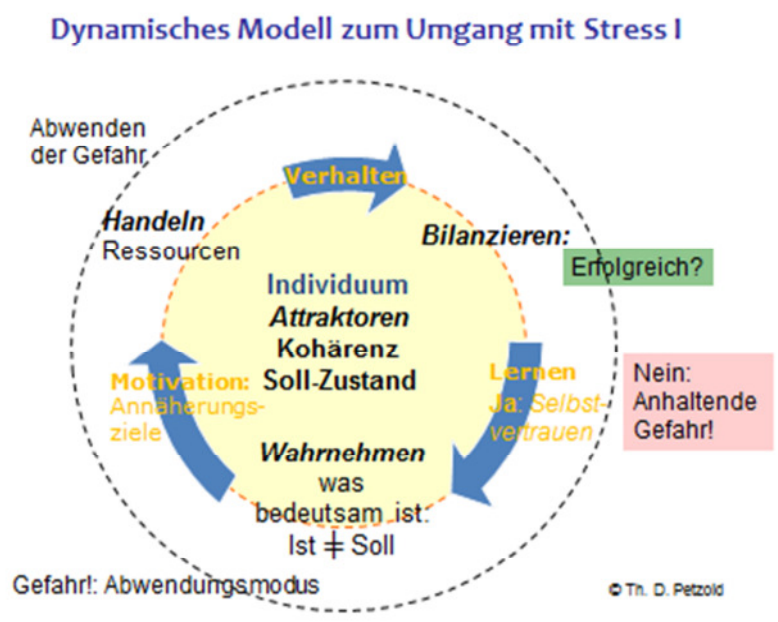 Dynamisches Modell zum Umgang mit Stress I
Abwenden
der Gefahr
Verhalten
Handeln
Ressourcen
Bilanzieren:
Erfolgreich?
Individuum
Attraktoren
Kohärenz
Soll-Zustand
Motivation:
Annäherungs-
ziele
Lernen
Ja: Selbst-
vertrauen
Nein:
Anhaltende
Gefahr!
Wahrnehmen
was
bedeutsam ist:
Ist ╪ Soll
Gefahr!: Abwendungsmodus
© Th. D. Petzold